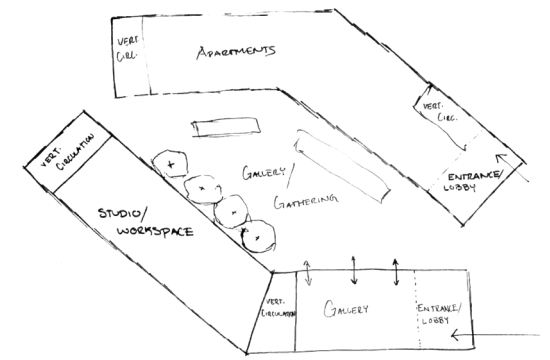 VERT.
CIRC.
APARTMENTS
VERT.
CIRC.
ENTRANCE/
LOBBY
VERT.
CIRCULATION
STUDIO/
WORKSPACE
GALLERY/
GATHERING
VERT.
CIRCULATION
GALLERY
ENTRANCE/
LOBBY